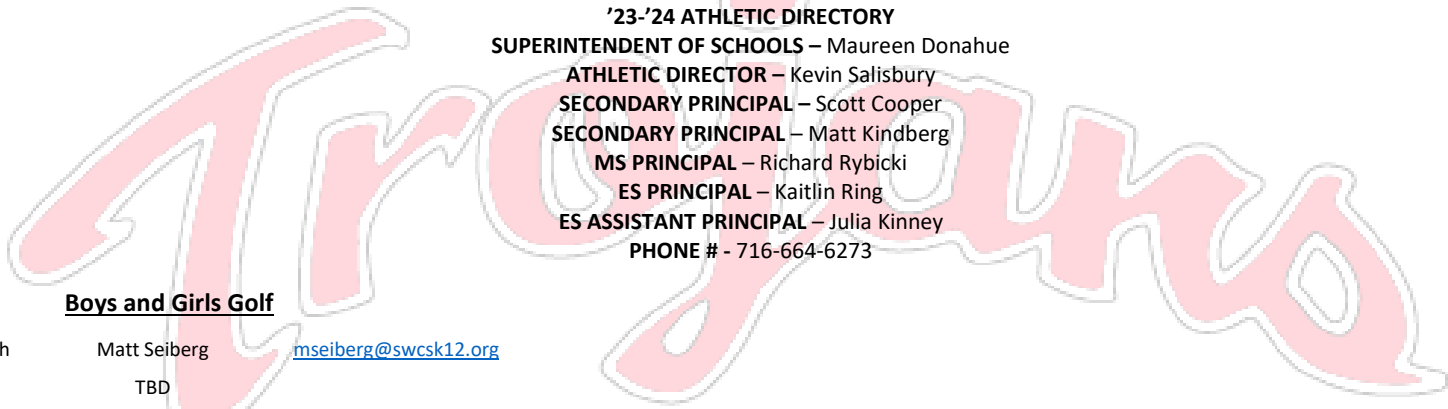 '23-'24 ATHLETIC DIRECTORY
SUPERINTENDENT OF SCHOOLS – Maureen Donahue
ATHLETIC DIRECTOR – Kevin Salisbury
SECONDARY PRINCIPAL – Scott Cooper
SECONDARY PRINCIPAL – Matt Kindberg
MS PRINCIPAL – Richard Rybicki
ES PRINCIPAL – Kaitlin Ring
ES ASSISTANT PRINCIPAL – Julia Kinney
PHONE # - 716-664-6273
Trojans
Boys and Girls Golf
Matt Seiberg mseiberg@swcsk12.org
TBD